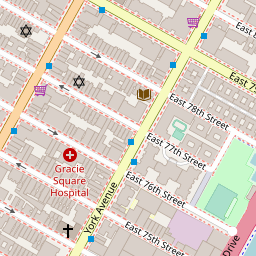 East 7
East 78th Street
East 77th Street
Gracie
Square
Hospital
East 76th Street
York Avenue
East 75th Street
Drive